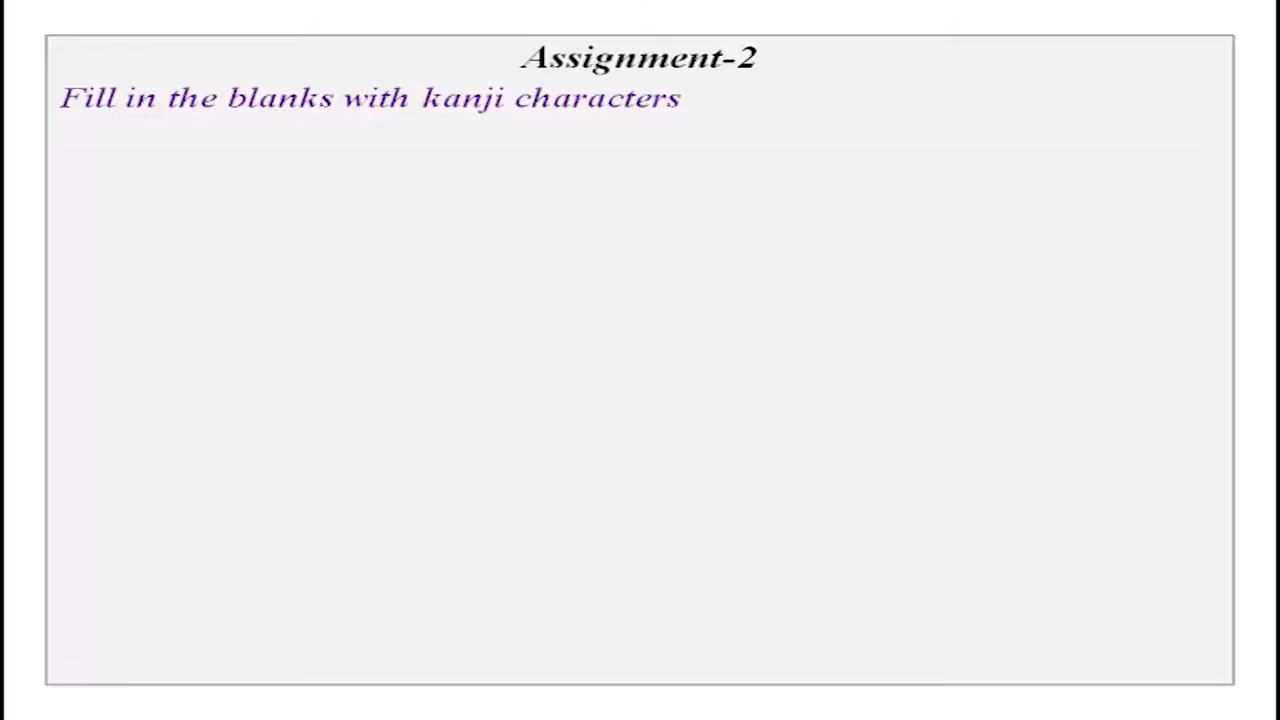 Assignment-2
Fill in the blanks with kanji characters